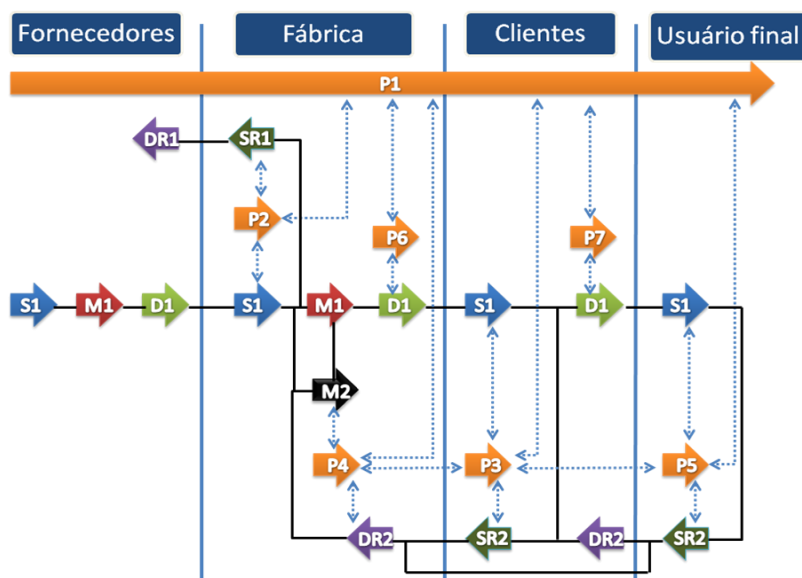 Fornecedores
Fábrica
Clientes
Usuário final
P1
DR1
SR1
P2
P6
P7
S1
M1
D1
S1
M1
D1
S1
D1
S1
M2
P4
P3
P5
DR2
SR2
DR2
SR2